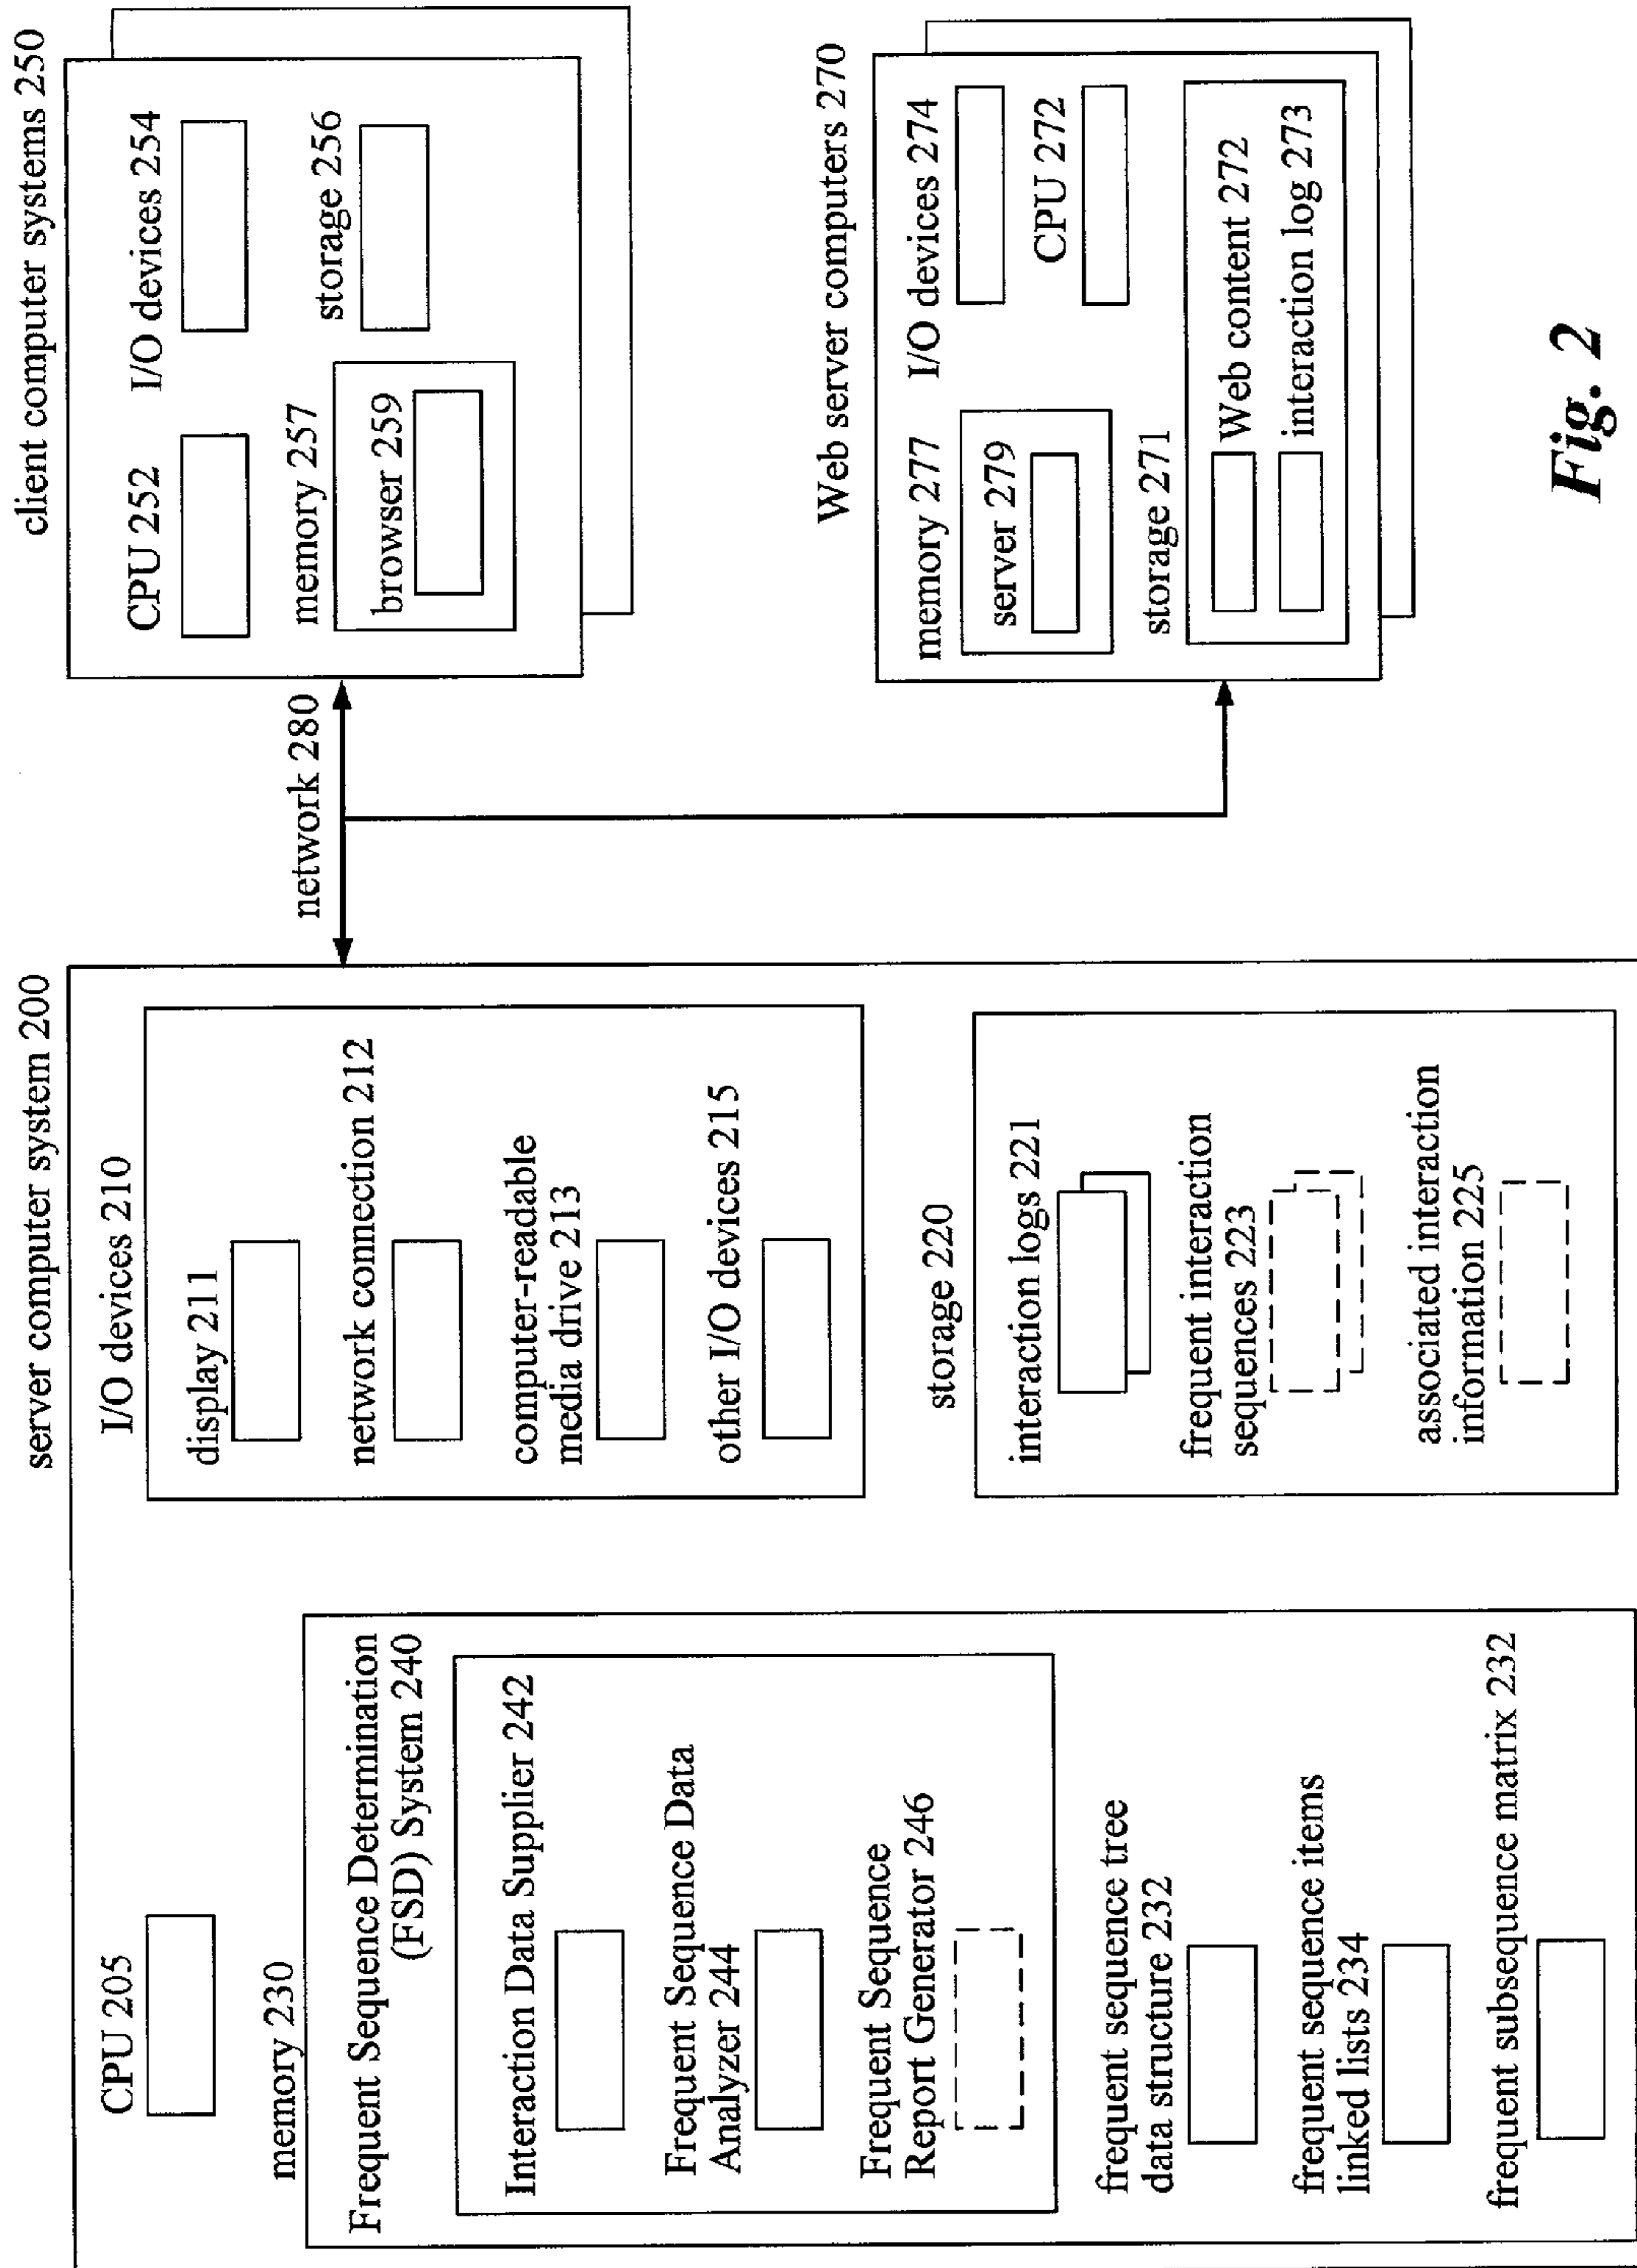 server computer system 200
CPU 205
memory 230
Frequent Sequence Determination
(FSD) System 240
Interaction Data Supplier 242
Frequent Sequence Data
Analyzer 244
Frequent Sequence
Report Generator 246
frequent sequence tree
data structure 232
frequent sequence items
linked lists 234
frequent subsequence matrix 232
I/O devices 210
display 211
network connection 212
computer-readable
media drive 213
other I/O devices 215
storage 220
interaction logs 221
frequent interaction
sequences 223
associated interaction
information 225
network 280
client computer systems 250
CPU 252
I/O devices 254
memory 257
browser 259
storage 256
Web server computers 270
memory 277
server 279
I/O devices 274
CPU 272
storage 271
Web content 272
interaction log 273
Fig. 2